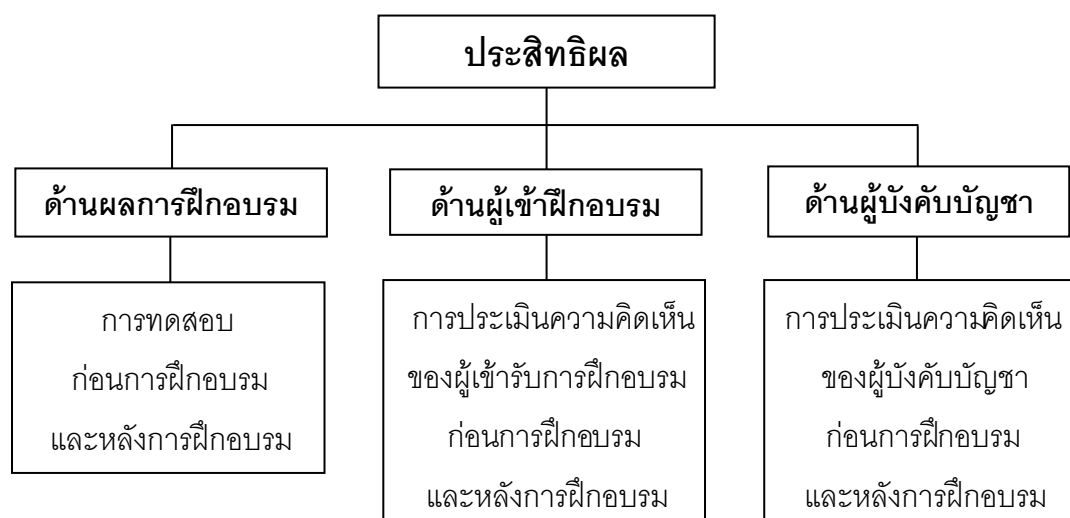 ประสิทธิผล
ด้านผลการฝึกอบรม
ด้านผู้เข้าฝึกอบรม
ด้านผู้บังคับบัญชา
การทดสอบ
ก่อนการฝึกอบรม
และหลังการฝึกอบรม
การประเมินความคิดเห็น
ของผู้เข้ารับการฝึกอบรม
ก่อนการฝึกอบรม
และหลังการฝึกอบรม
การประเมินความคิดเห็น
ของผู้บังคับบัญชา
ก่อนการฝึกอบรม
และหลังการฝึกอบรม